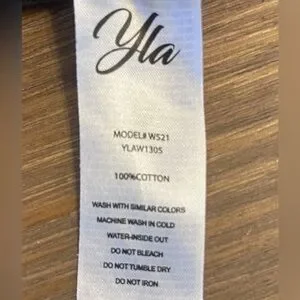 Yla
MODEL# WS21
YLAW130S
100%COTTON
WASH WITH SIMILAR COLORS
MACHINE WASH IN COLD
WATER-INSIDE OUT
DO NOT BLEACH
DO NOT TUMBLE DRY
DO NOT IRON